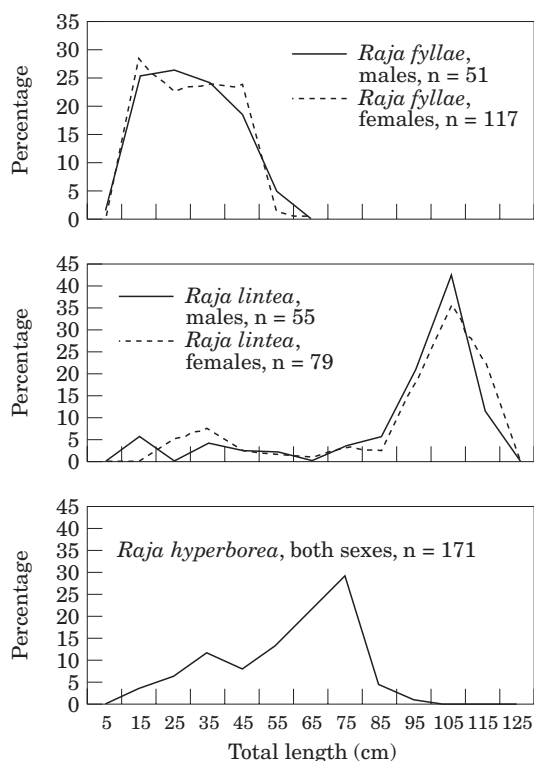 35
30
25
20
15
10
5
0
Percentage
Raja fyllae,
males, n = 51
Raja fyllae,
females, n = 117
45
40
35
30
25
20
15
10
5
0
Percentage
Raja lintea,
males, n = 55
Raja lintea,
females, n = 79
45
40
35
30
25
20
15
10
5
0
Percentage
Raja hyperborea, both sexes, n = 171
5 15 25 35 45 55 65 75 85 95 105 115 125
Total length (cm)